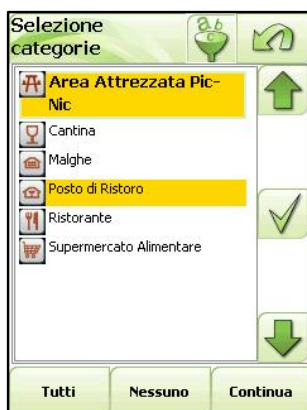 Selezione
categorie
a b
c
Area Attrezzata Pic-
Nic
Cantina
Malghe
Posto di Ristoro
Ristorante
Supermercato Alimentare
Tutti
Nessuno
Continua